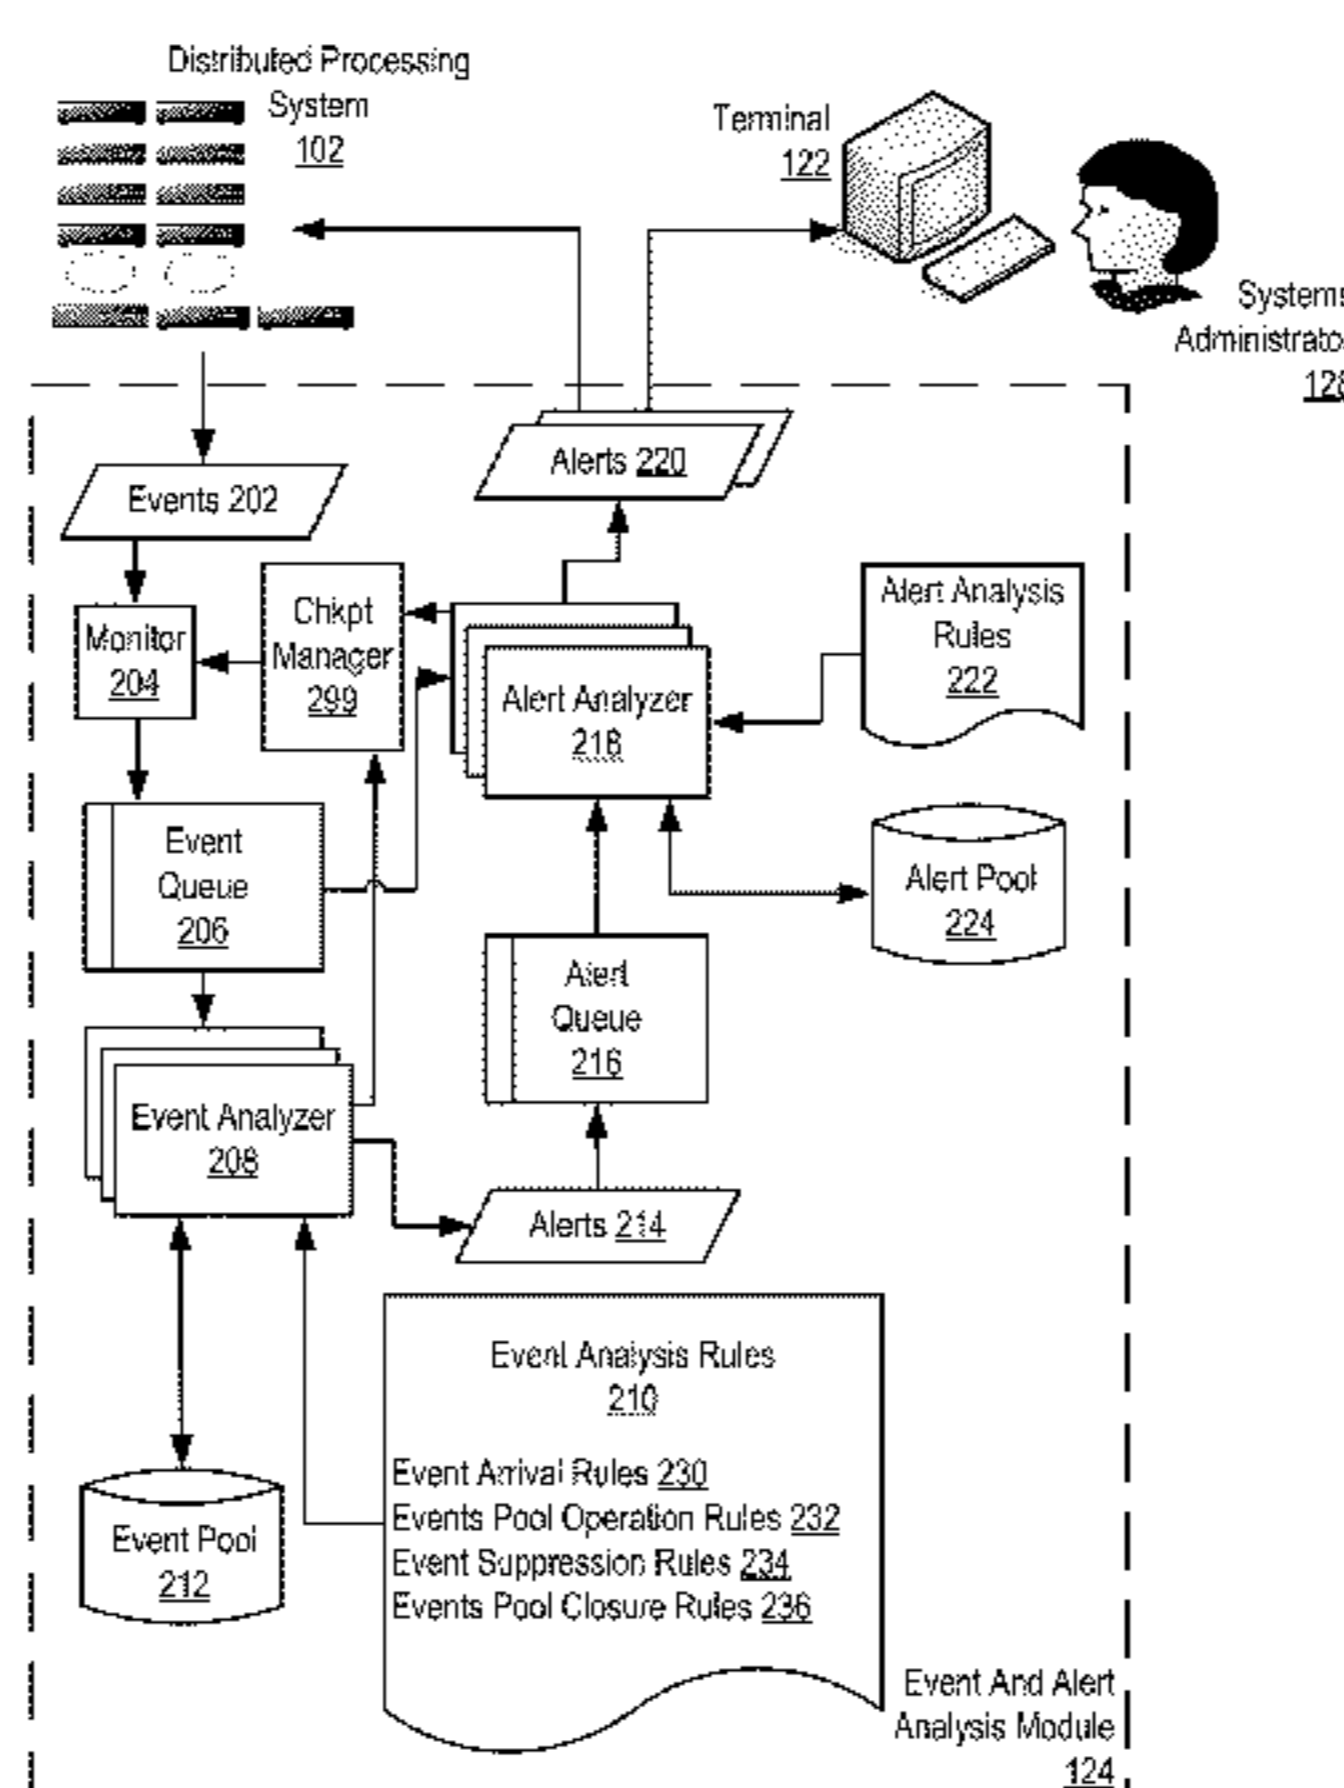 Distributed Processing
System
102
Terminal
122
Systems
Administrato
128
Alerts 220
Events 202
Chkpt
Manager
299
Monitor
204
Alert Analysis
Rules
222
Alert Analyzer
218
Event
Queue
206
Alert Pool
224
Alert
Queue
216
Event Analyzer
208
Alerts 214
Event Analysis Rules
210
Event Arrival Rules 230
Events Pool Operation Rules 232
Event Suppression Rules 234
Events Pool Closure Rules 236
Event Pool
212
Event And Alert
Analysis Module
124